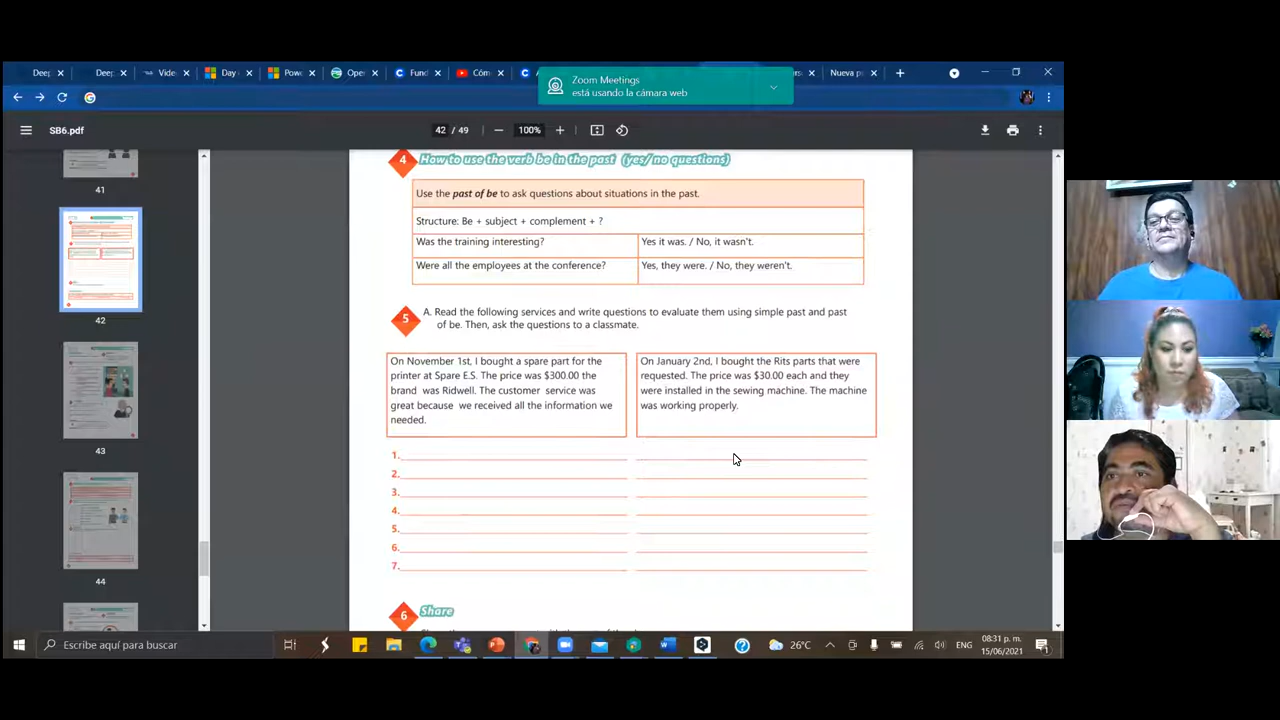 Deep
Deep
Vide
Day
Powe
Oper
Fund
Cóm
Nueva p
Zoom Meetings
está usando la cámara web
SB6.pdf
42 / 49
100%
41
42
43
44
4 How to use the verb be in the past (yes/ no questions)
Use the past of be to ask questions about situations in the past.
Structure: Be + subject + complement + ?
Was the training interesting?
Yes it was. / No, it wasn't.
Were all the employees at the conference?
Yes, they were. / No, they weren't.
5 A. Read the following services and write questions to evaluate them using simple past and past
of be. Then, ask the questions to a classmate.
On November 1st, I bought a spare part for the
printer at Spare E.S. The price was $300.00 the
brand was Ridwell. The customer service was
great because we received all the information we
needed.
On January 2nd, I bought the Rits parts that were
requested. The price was $30.00 each and they
were installed in the sewing machine. The machine
was working properly.
1.
2.
3.
4.
5.
6.
7.
6 Share
Escribe aquí para buscar
26°C
ENG
08:31 p. m.
15/06/2021